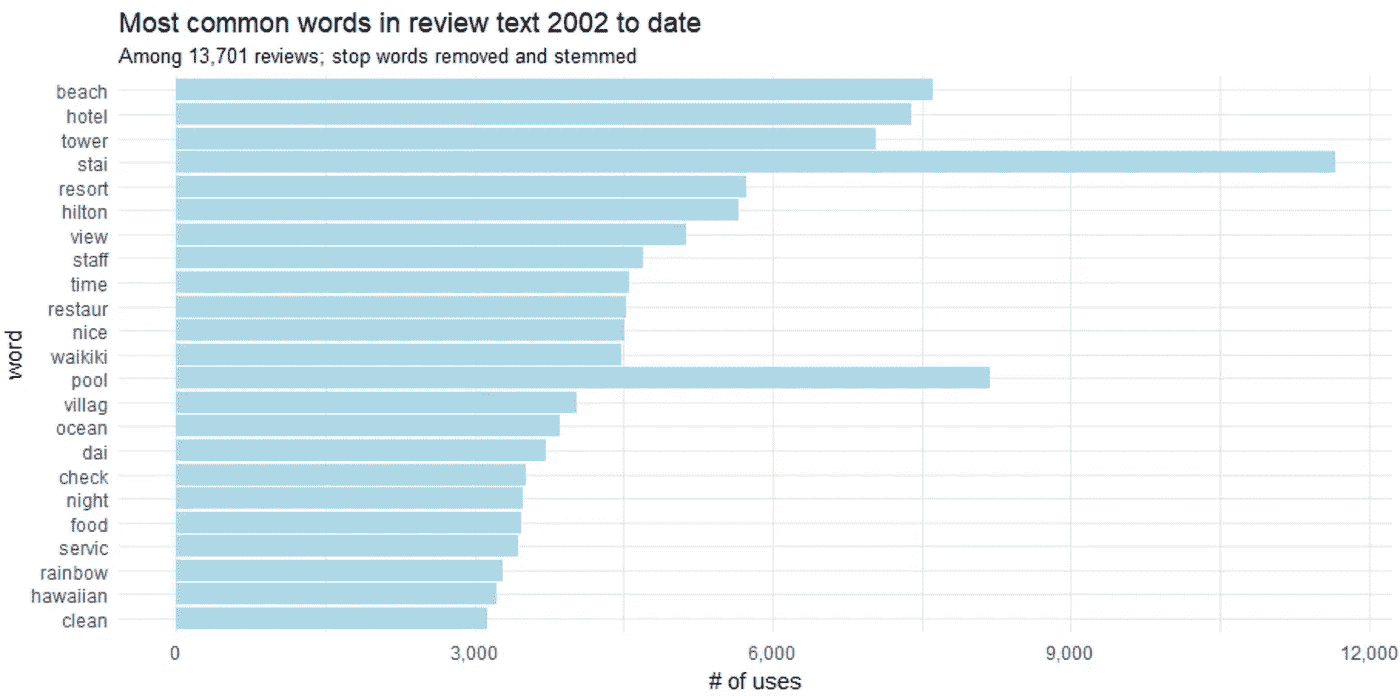 Most common words in review text 2002 to date
Among 13,701 reviews; stop words removed and stemmed
beach
hotel
tower
stai
resort
hilton
view
staff
time
restaur
nice
waikiki
pool
villag
ocean
dai
check
night
food
servic
rainbow
hawaiian
clean
word
0 3,000 6,000 9,000 12,000
# of uses